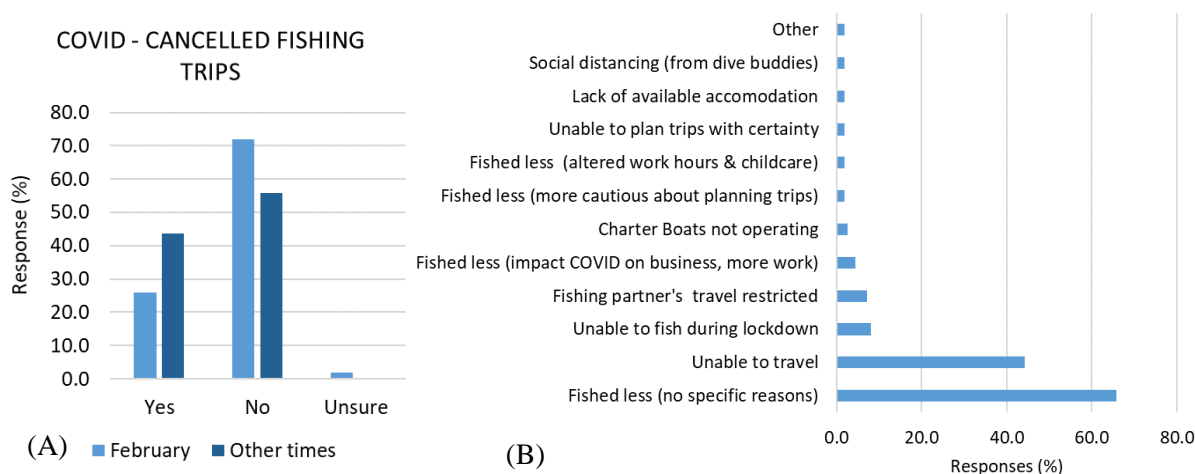 COVID - CANCELLED FISHING
TRIPS
80.0
70.0
60.0
50.0
40.0
30.0
20.0
10.0
0.0
Response (%)
Yes No Unsure
February Other times
(A)
Other
Social distancing (from dive buddies)
Lack of available accomodation
Unable to plan trips with certainty
Fished less (altered work hours & childcare)
Fished less (more cautious about planning trips)
Charter Boats not operating
Fished less (impact COVID on business, more work)
Fishing partner's travel restricted
Unable to fish during lockdown
Unable to travel
Fished less (no specific reasons)
0.0 20.0 40.0 60.0 80.0
Responses (%)
(B)